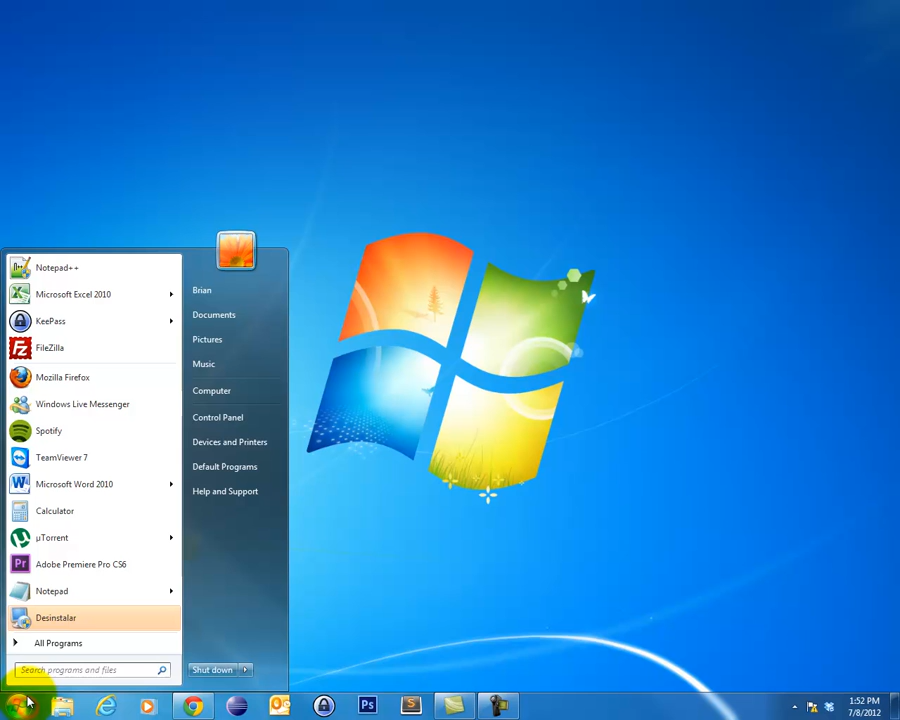 Notepad++
Microsoft Excel 2010
KeePass
FileZilla
Mozilla Firefox
Windows Live Messenger
Spotify
TeamViewer 7
Microsoft Word 2010
Calculator
µTorrent
Adobe Premiere Pro CS6
Notepad
Desinstalar
All Programs
Search programs and files
Brian
Documents
Pictures
Music
Computer
Control Panel
Devices and Printers
Default Programs
Help and Support
Shut down
Ps
S
1:52 PM
7/8/2012